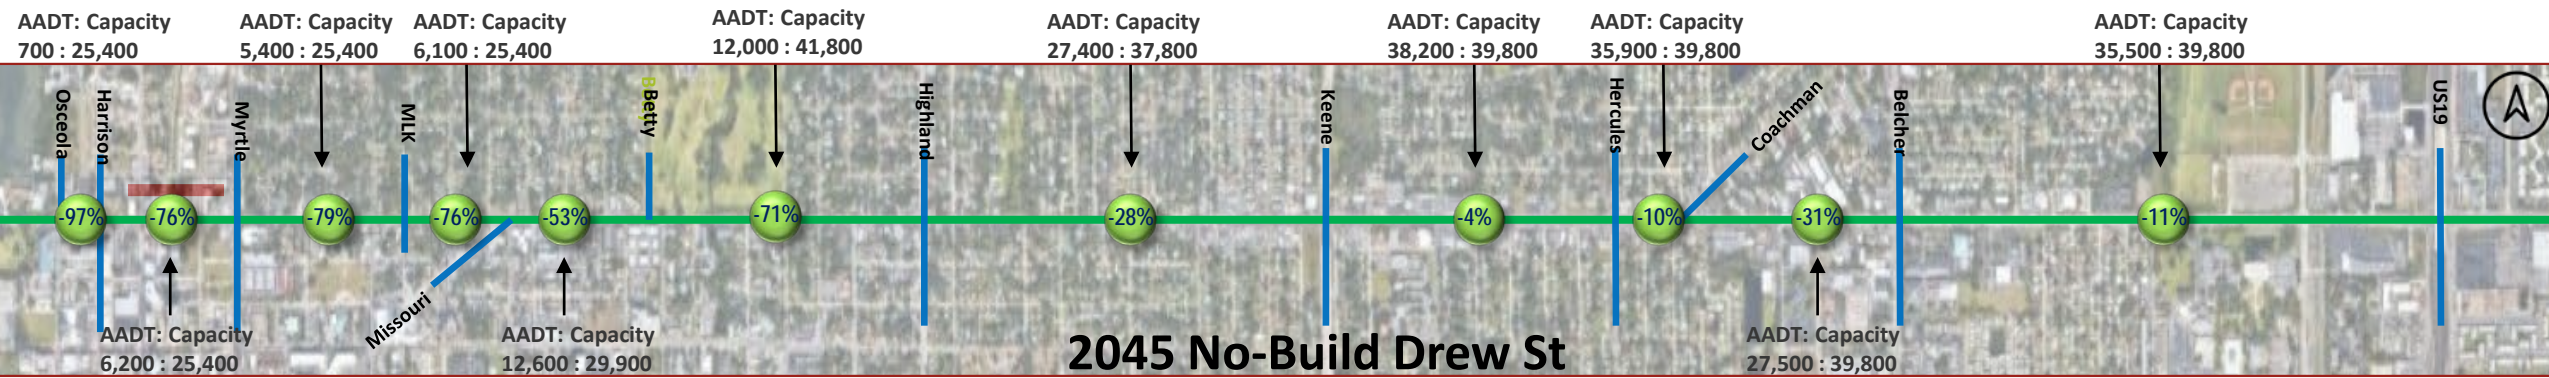 AADT: Capacity
700 : 25,400
AADT: Capacity
5,400 : 25,400
AADT: Capacity
6,100 : 25,400
AADT: Capacity
12,000 : 41,800
AADT: Capacity
27,400 : 37,800
AADT: Capacity
38,200 : 39,800
AADT: Capacity
35,900 : 39,800
AADT: Capacity
35,500 : 39,800
Osceola
Harrison
Myrtle
MLK
Missouri
Betty
Highland
Keene
Hercules
Coachman
Belcher
US19
-97%
-76%
-79%
-76%
-53%
-71%
-28%
-4%
-10%
-31%
-11%
AADT: Capacity
6,200 : 25,400
AADT: Capacity
12,600 : 29,900
2045 No-Build Drew St
AADT: Capacity
27,500 : 39,800